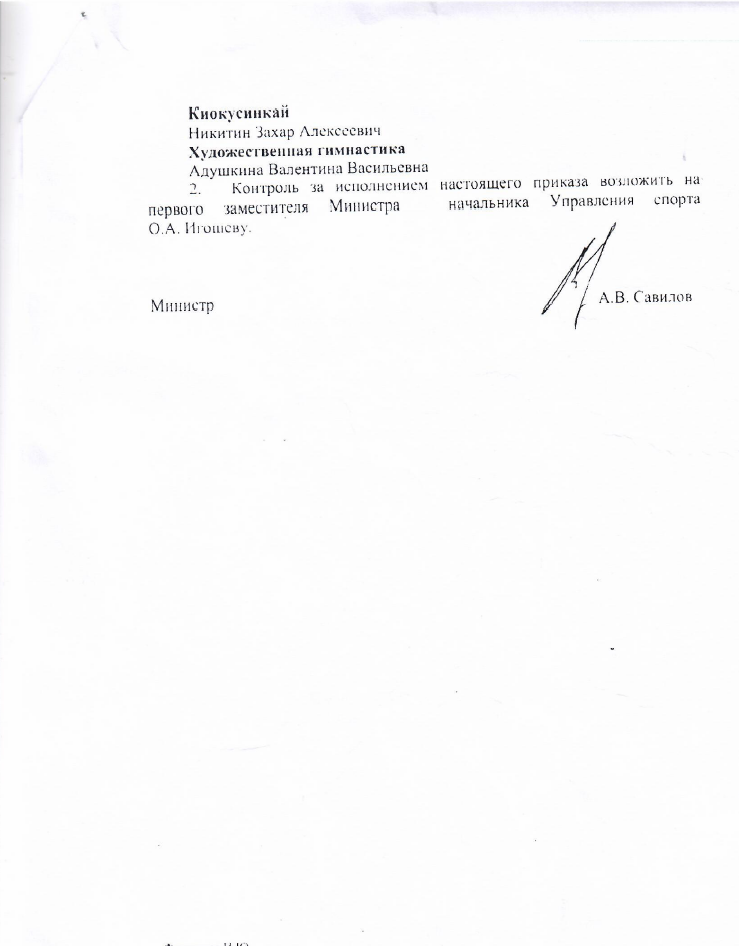 Киокусинкай
Никитин Захар Алексеевич
Художественная гимнастика
Адушкина Валентина Васильевна
2. Контроль за исполнением настоящего приказа возложить на
первого заместителя Министра начальника Управления спорта
О.А. Игошеву.
А.В. Савилов
Министр